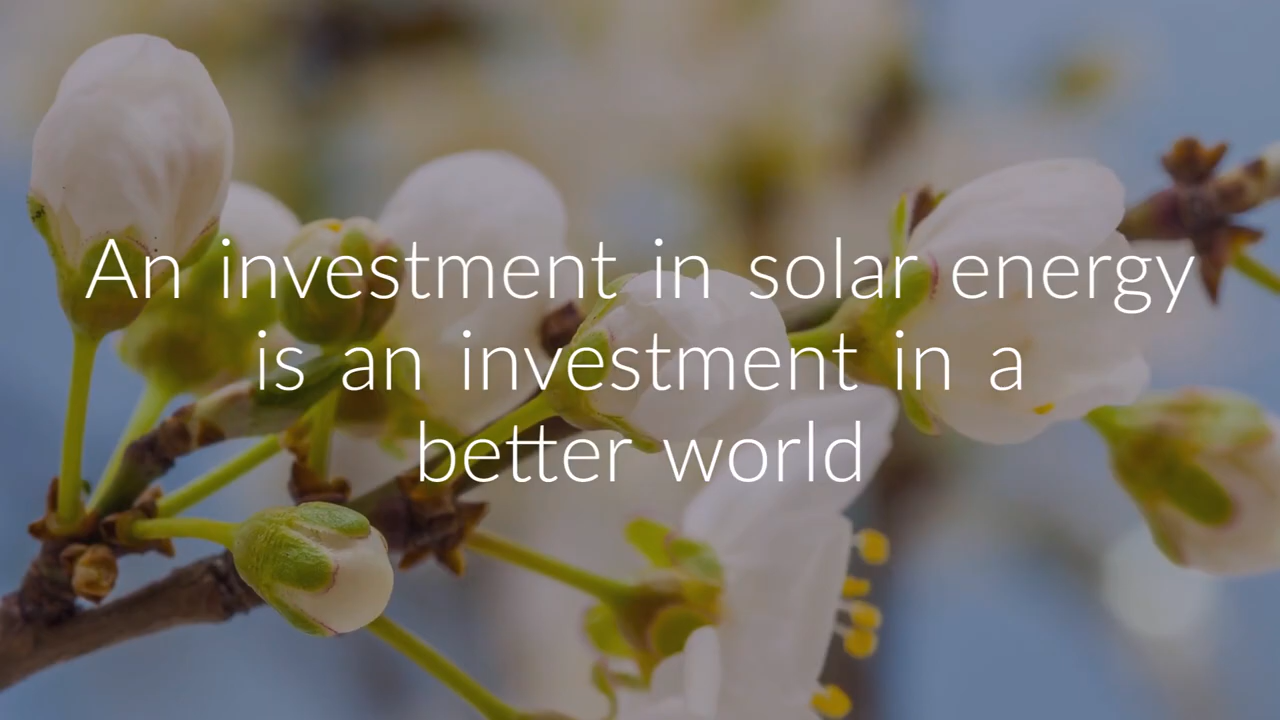 An investment in solar energy
is an investment in a
better world